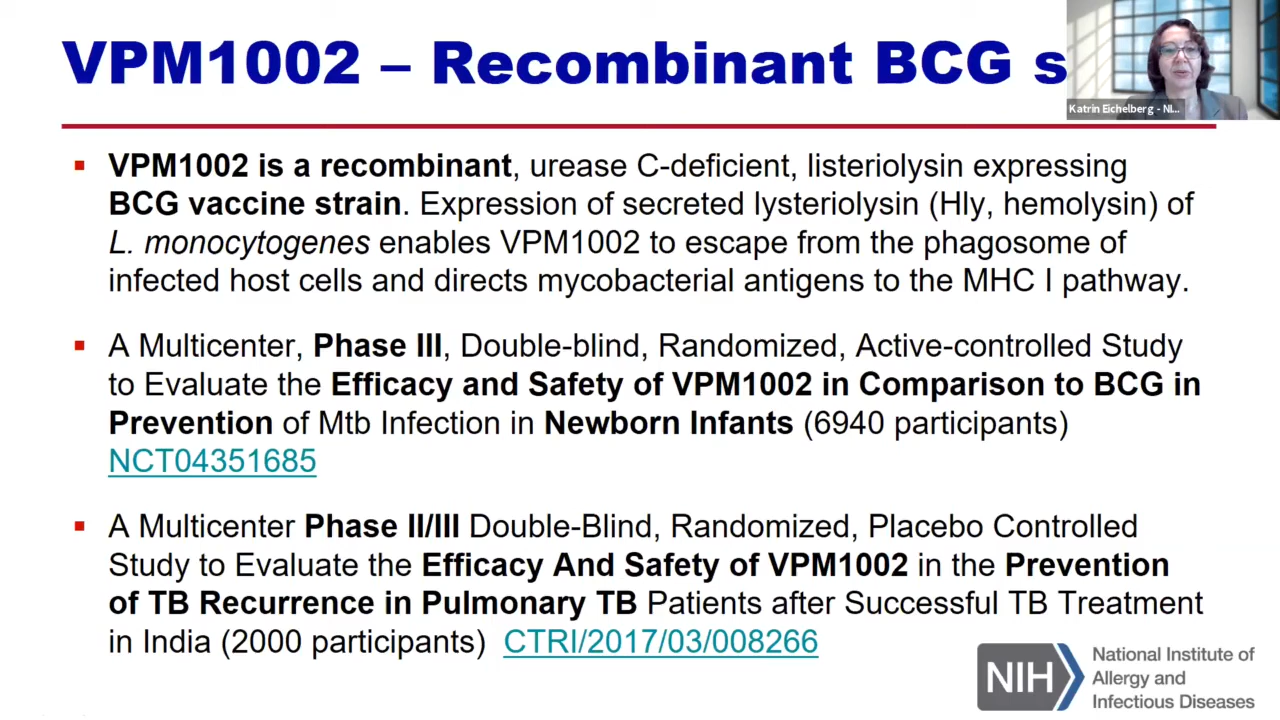 VPM1002 – Recombinant BCG s
Katrin Eichelberg - NI...
▪ VPM1002 is a recombinant, urease C-deficient, listeriolysin expressing
BCG vaccine strain. Expression of secreted lysteriolysin (Hly, hemolysin) of
L. monocytogenes enables VPM1002 to escape from the phagosome of
infected host cells and directs mycobacterial antigens to the MHC I pathway.
▪ A Multicenter, Phase III, Double-blind, Randomized, Active-controlled Study
to Evaluate the Efficacy and Safety of VPM1002 in Comparison to BCG in
Prevention of Mtb Infection in Newborn Infants (6940 participants)
NCT04351685
▪ A Multicenter Phase II/III Double-Blind, Randomized, Placebo Controlled
Study to Evaluate the Efficacy And Safety of VPM1002 in the Prevention
of TB Recurrence in Pulmonary TB Patients after Successful TB Treatment
in India (2000 participants) CTRI/2017/03/008266
NIH
National Institute of
Allergy and
Infectious Diseases